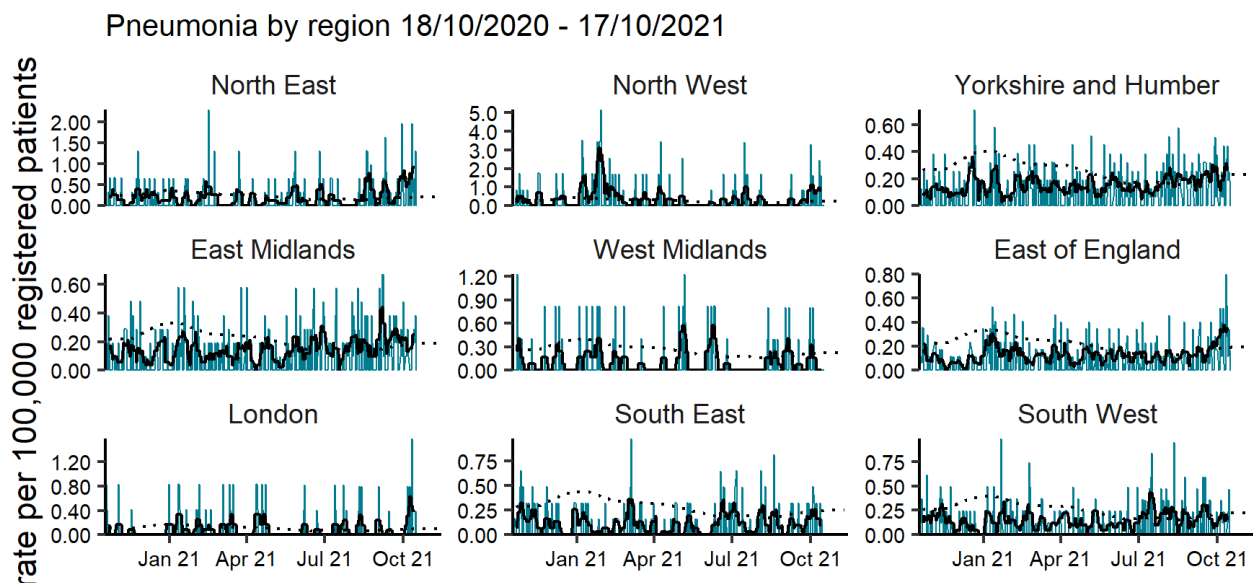 Pneumonia by region 18/10/2020 - 17/10/2021
rate per 100,000 registered patients
North East
2.00
1.50
1.00
0.50
0.00
North West
5.0
4.0
3.0
2.0
1.0
0.0
Yorkshire and Humber
0.60
0.40
0.20
0.00
East Midlands
0.60
0.40
0.20
0.00
West Midlands
1.20
0.90
0.60
0.30
0.00
East of England
0.80
0.60
0.40
0.20
0.00
London
1.20
0.80
0.40
0.00
Jan 21 Apr 21 Jul 21 Oct 21
South East
0.75
0.50
0.25
0.00
Jan 21 Apr 21 Jul 21 Oct 21
South West
0.75
0.50
0.25
0.00
Jan 21 Apr 21 Jul 21 Oct 21